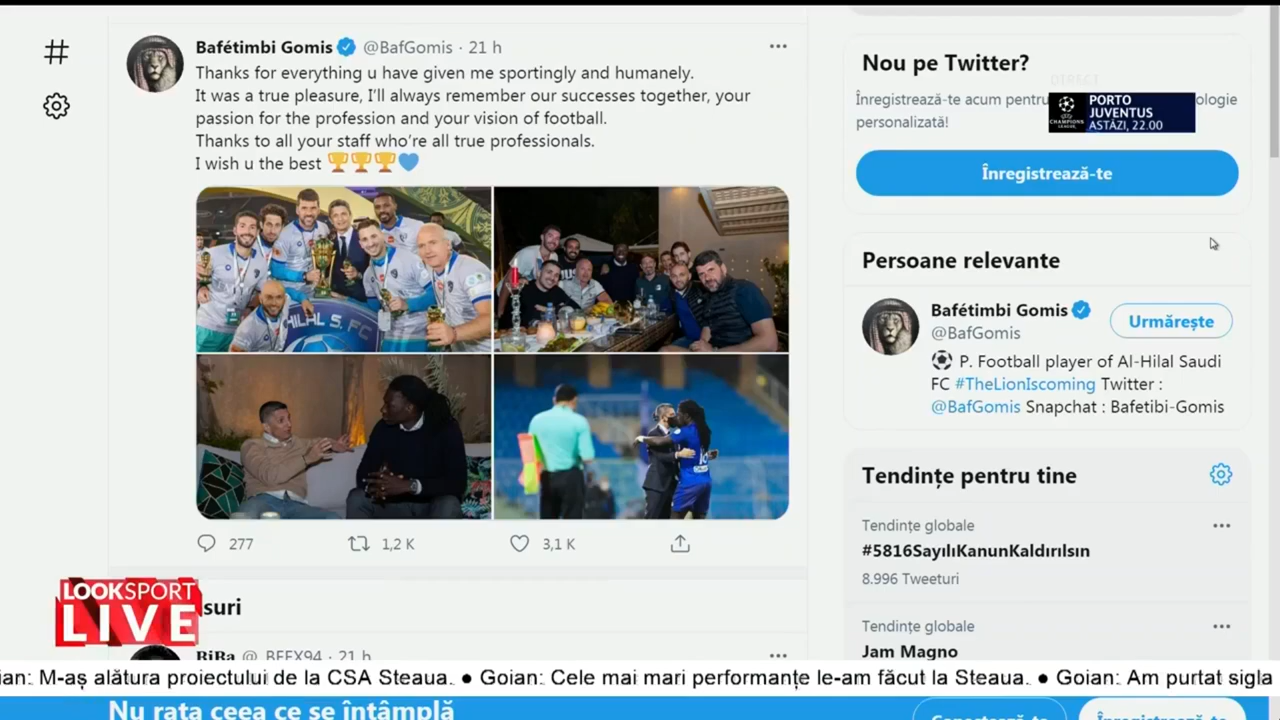 Bafétimbi Gomis @BafGomis · 21 h
Thanks for everything u have given me sportingly and humanely.
It was a true pleasure, I'll always remember our successes together, your
passion for the profession and your vision of football.
Thanks to all your staff who're all true professionals.
I wish u the best 🏆🏆🏆💙
HILAL S. FC
277
1,2 K
3,1 K
suri
BiBa @_BFFX94 · 21 h
Nou pe Twitter?
Înregistrează-te acum pentru ologie
personalizată!
DIRECT
CHAMPIONS
LEAGUE
PORTO
JUVENTUS
ASTĂZI, 22.00
Înregistrează-te
Persoane relevante
Bafétimbi Gomis
@BafGomis
Urmărește
⚽ P. Football player of Al-Hilal Saudi
FC #TheLionIscoming Twitter :
@BafGomis Snapchat : Bafetibi-Gomis
Tendințe pentru tine
Tendințe globale
#5816SayılıKanunKaldırılsın
8.996 Tweeturi
Tendințe globale
Jam Magno
LOOKSPORT
LIVE
ian: M-aș alătura proiectului de la CSA Steaua. ● Goian: Cele mai mari performanțe le-am făcut la Steaua. ● Goian: Am purtat sigla
Nu rata ceea ce se întâmplă
Conectează-te
Înregistrează-te